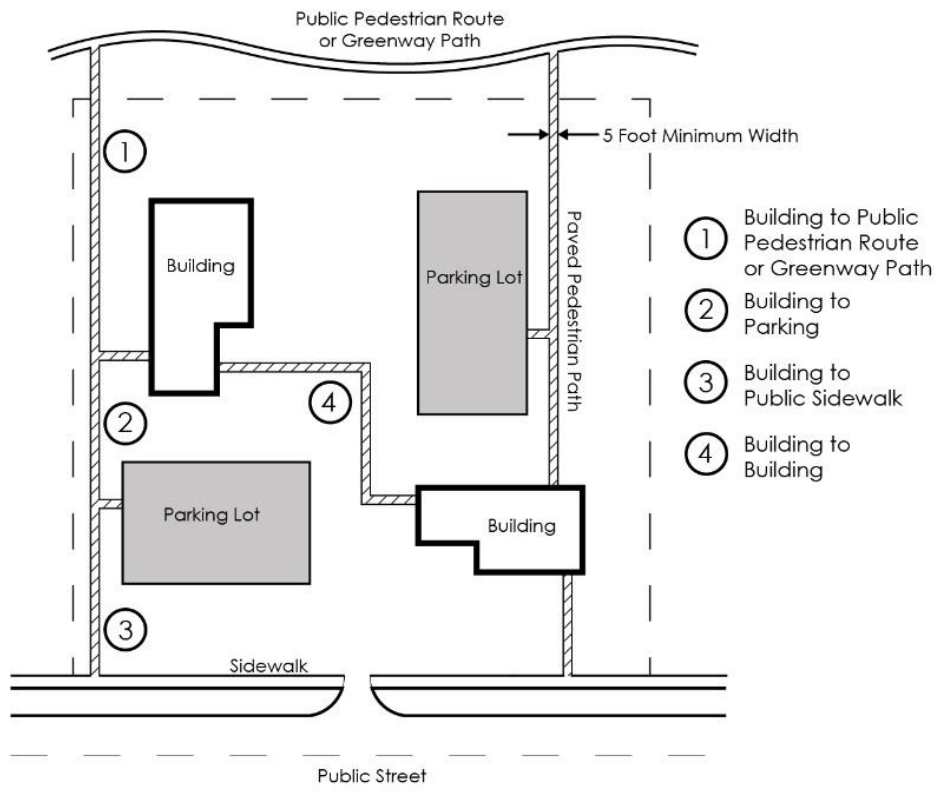 Public Pedestrian Route
or Greenway Path
1
5 Foot Minimum Width
Building
Parking Lot
Paved Pedestrian Path
4
2
Parking Lot
Building
3
Sidewalk
Public Street
1
Building to Public
Pedestrian Route
or Greenway Path
2
Building to
Parking
3
Building to
Public Sidewalk
4
Building to
Building